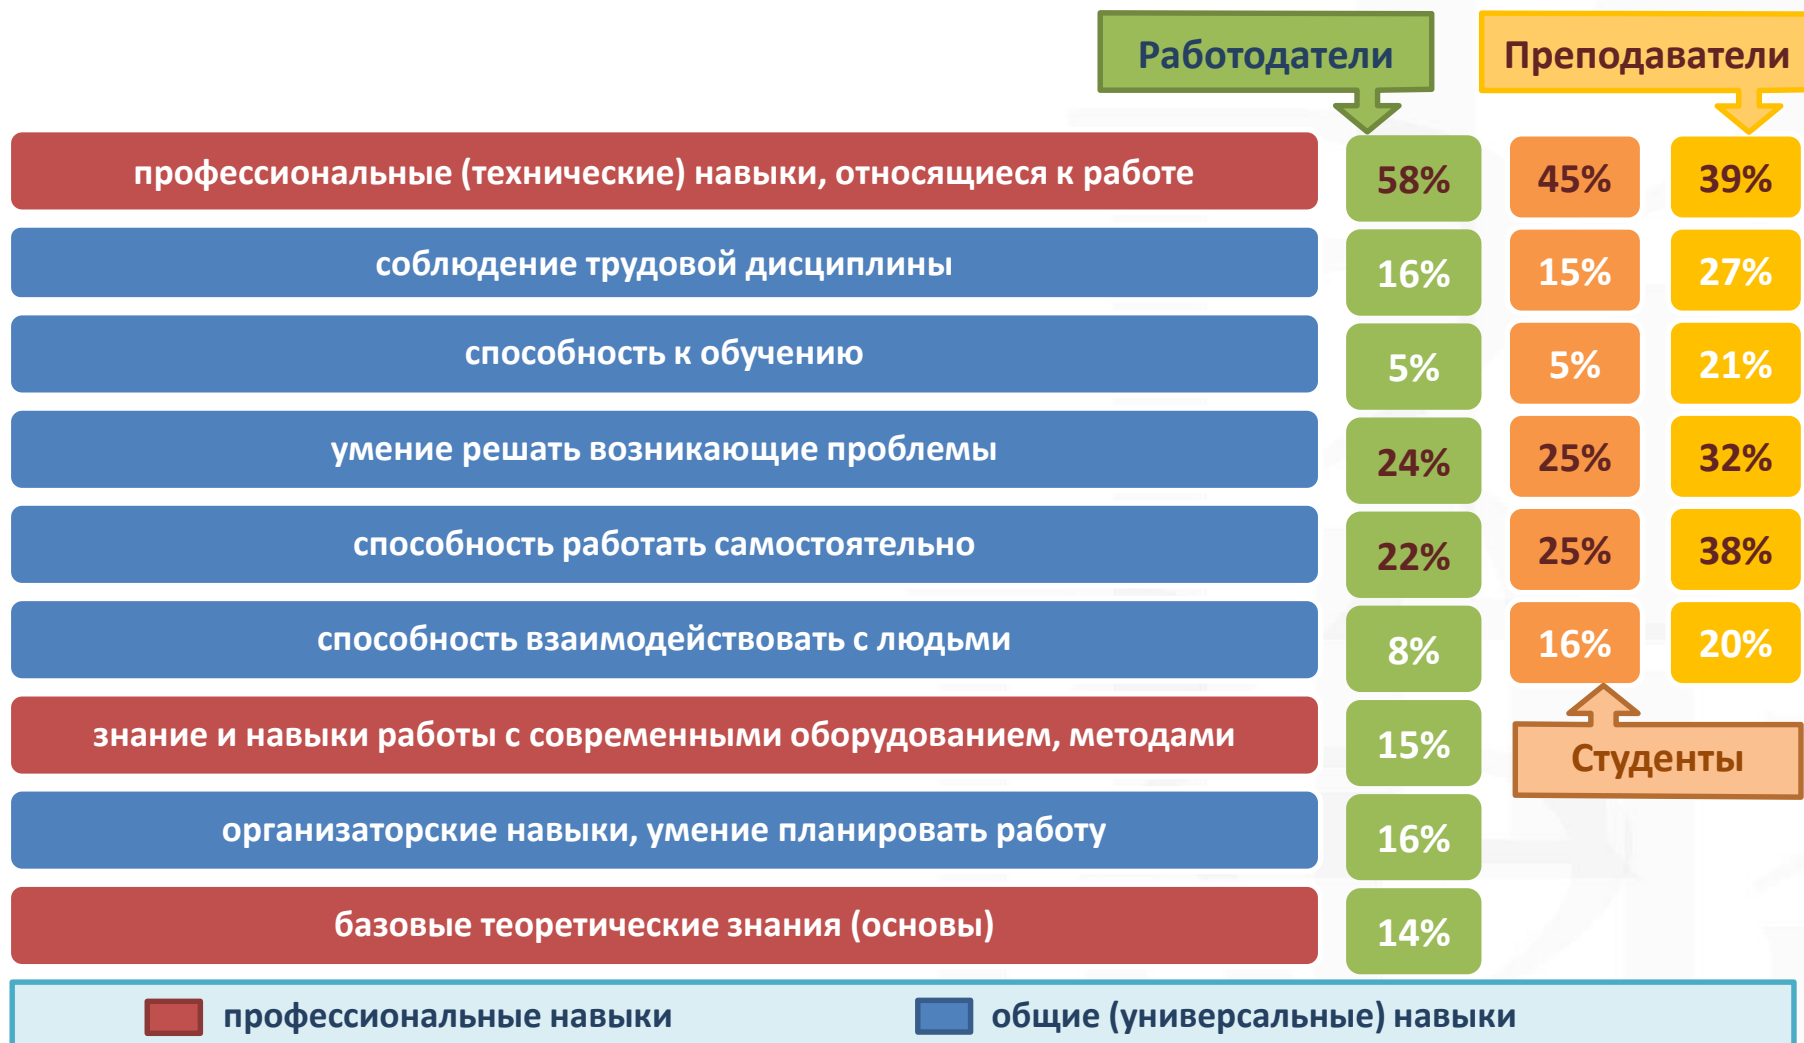 Работодатели
Преподаватели
профессиональные (технические) навыки, относящиеся к работе 58% 45% 39%
соблюдение трудовой дисциплины 16% 15% 27%
способность к обучению 5% 5% 21%
умение решать возникающие проблемы 24% 25% 32%
способность работать самостоятельно 22% 25% 38%
способность взаимодействовать с людьми 8% 16% 20%
знание и навыки работы с современными оборудованием, методами 15%
Студенты
организаторские навыки, умение планировать работу 16%
базовые теоретические знания (основы) 14%
профессиональные навыки
общие (универсальные) навыки